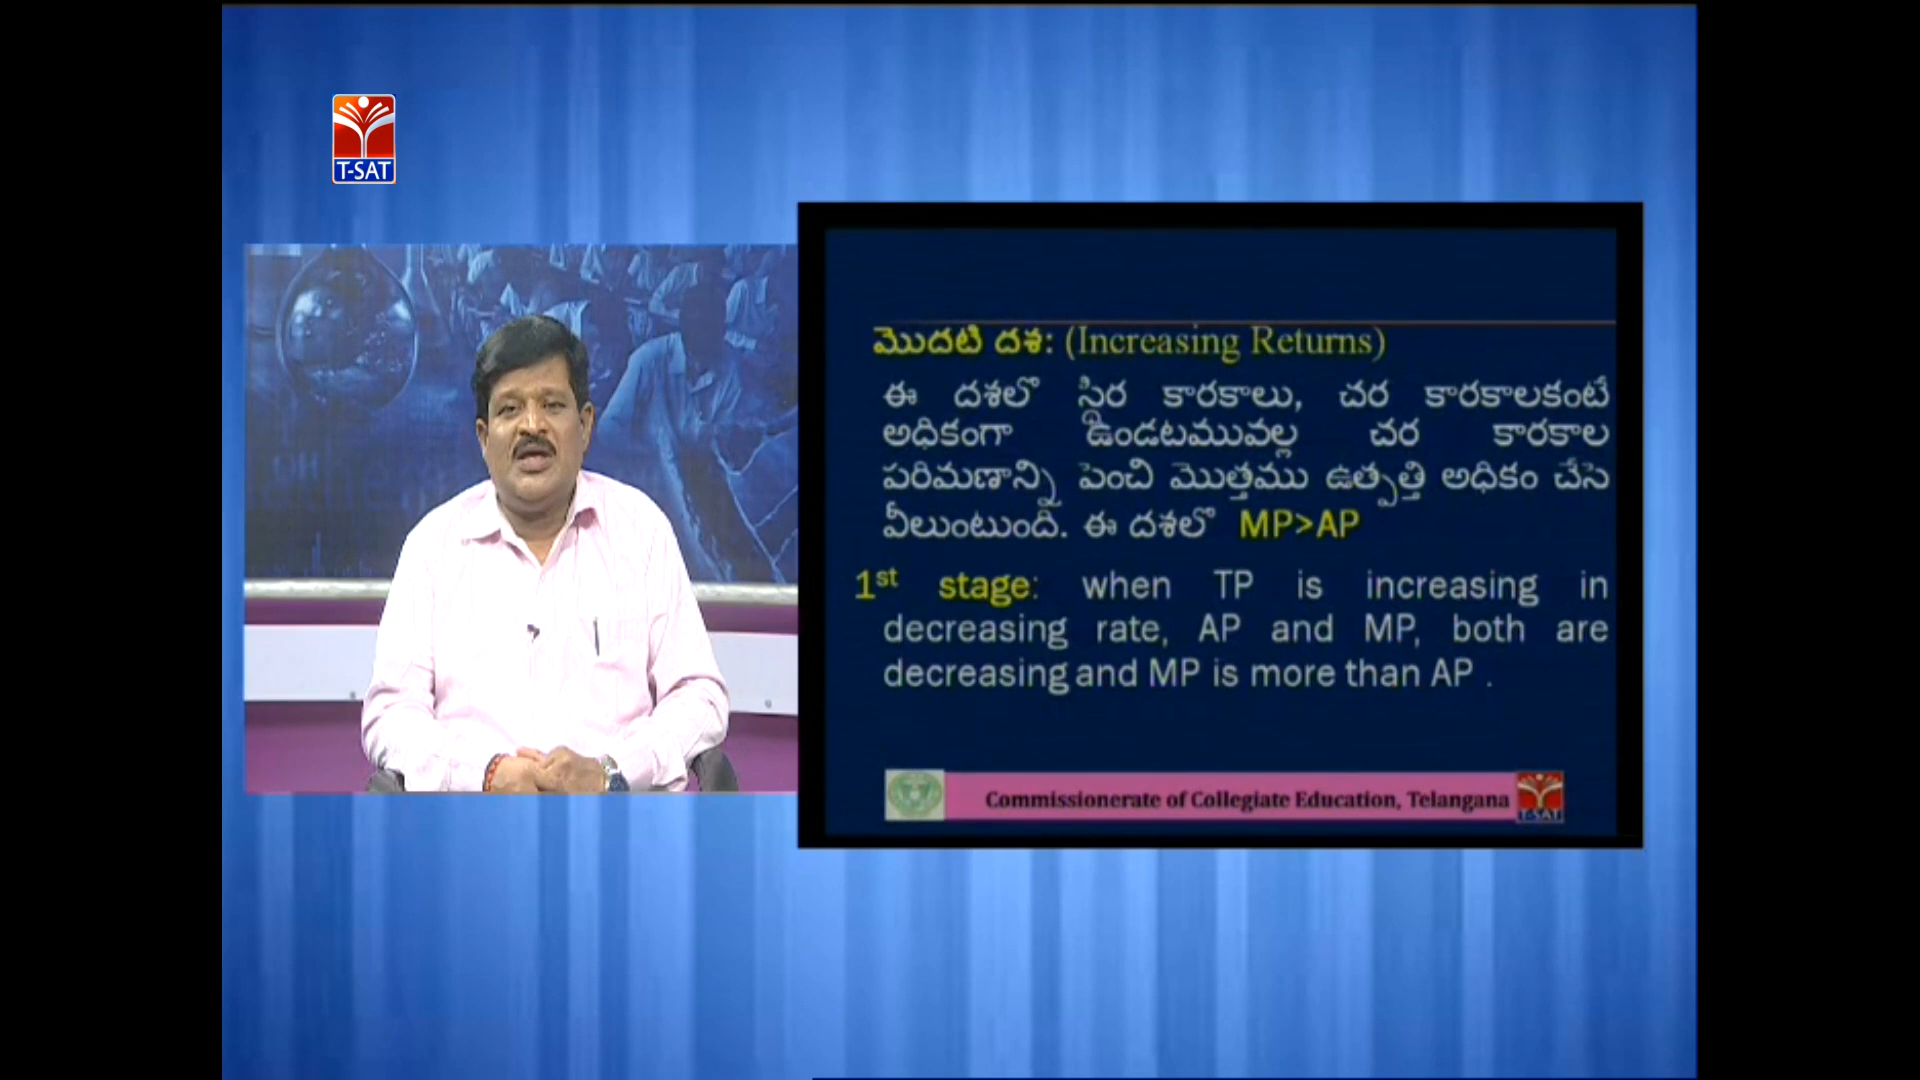 T-SAT
మొదటి దశ: (Increasing Returns)
ఈ దశలో స్థిర కారకాలు, చర కారకాలకంటే
అధికంగా ఉండటమువల్ల చర కారకాల
పరిమణాన్ని పెంచి మొత్తము ఉత్పత్తి అధికం చేసె
వీలుంటుంది. ఈ దశలో MP>AP
1st stage: when TP is increasing in
decreasing rate, AP and MP, both are
decreasing and MP is more than AP .
Commissionerate of Collegiate Education, Telangana
T-SAT